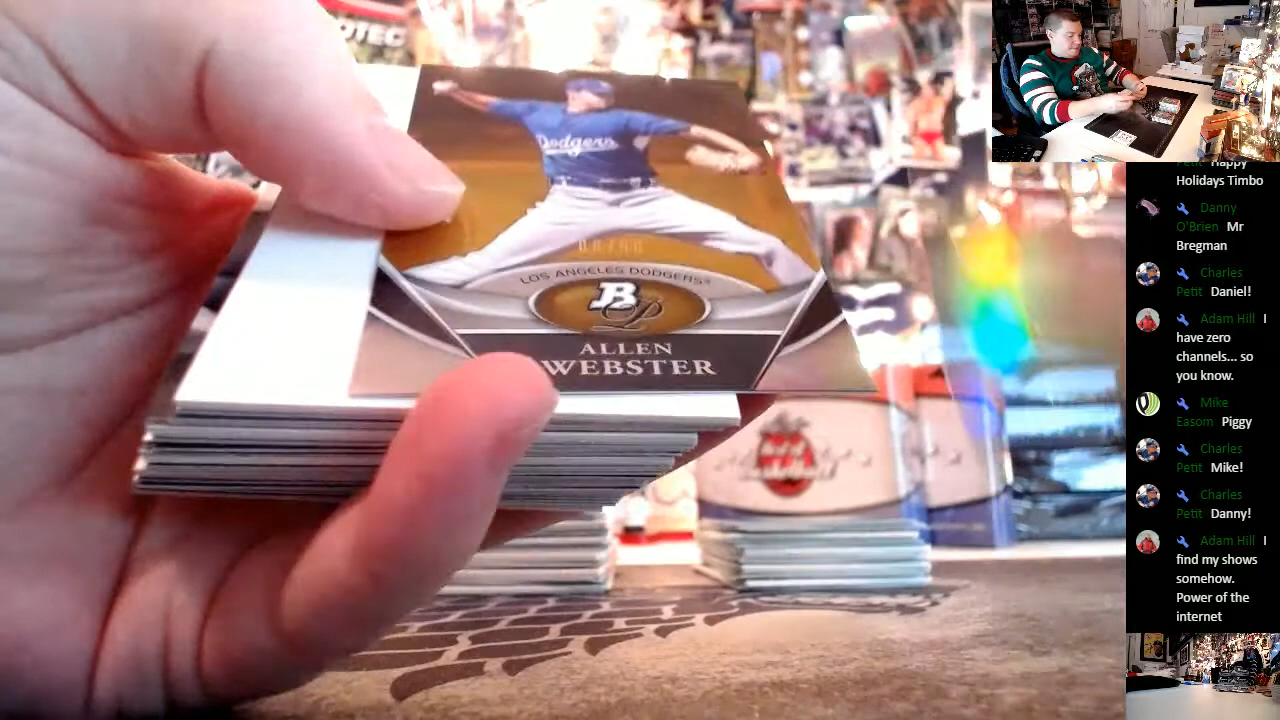 Dodgers
LOS ANGELES DODGERS
BP
ALLEN
WEBSTER
Petit Happy
Holidays Timbo
Danny
O'Brien Mr
Bregman
Charles
Petit Daniel!
Adam Hill I
have zero
channels... so
you know.
Mike
Easom Piggy
Charles
Petit Mike!
Charles
Petit Danny!
Adam Hill I
find my shows
somehow.
Power of the
internet